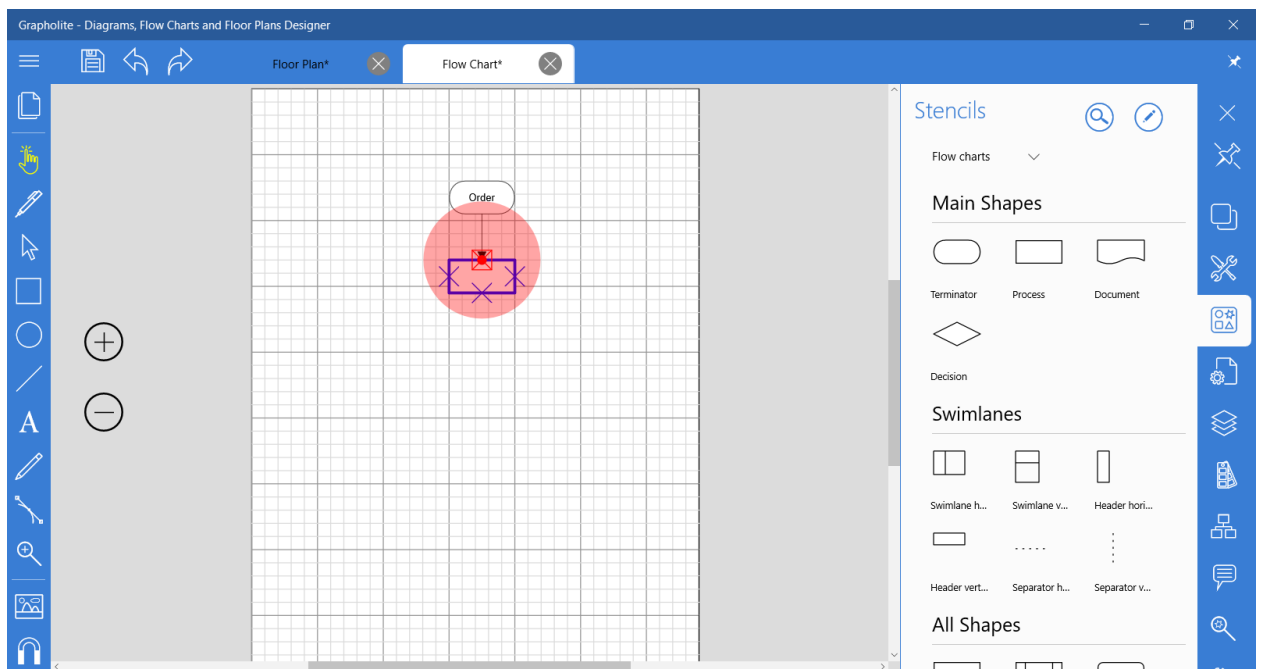 Grapholite - Diagrams, Flow Charts and Floor Plans Designer
Floor Plan*
Flow Chart*
Stencils
Flow charts
Main Shapes
Order
Terminator Process Document
Decision
Swimlanes
Swimlane h... Swimlane v... Header hori...
Header vert... Separator h... Separator v...
All Shapes